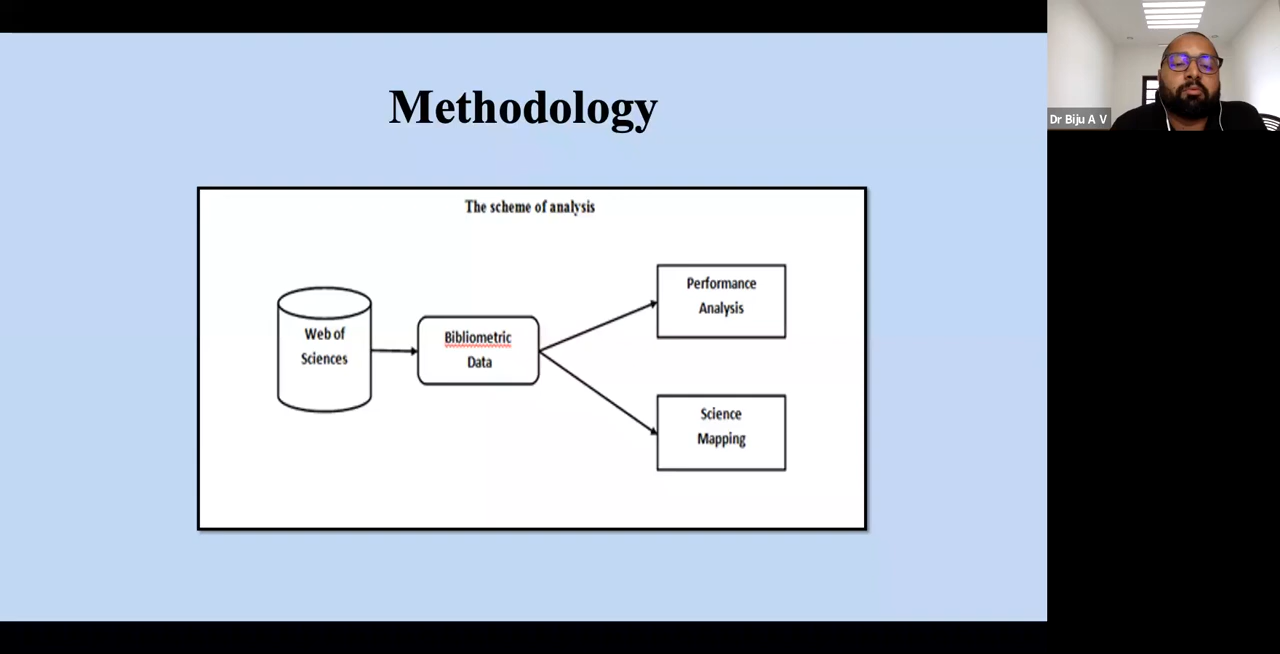 Methodology
The scheme of analysis
Web of
Sciences
Bibliometric
Data
Performance
Analysis
Science
Mapping
Dr Biju A V